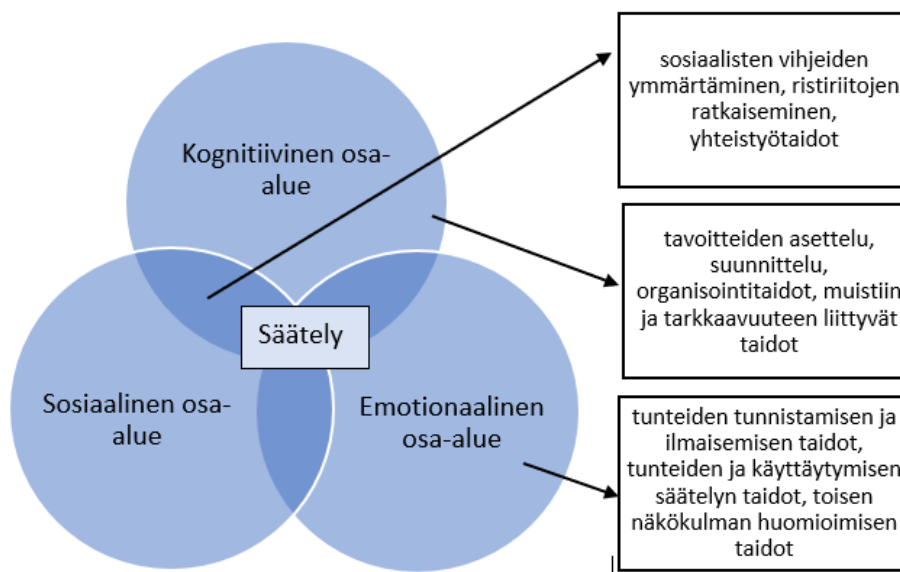 Kognitiivinen osa-
alue
Säätely
Sosiaalinen osa-
alue
Emotionaalinen
osa-alue
sosiaalisten vihjeiden
ymmärtäminen, ristiriitojen
ratkaiseminen,
yhteistyötaidot
tavoitteiden asettelu,
suunnittelu,
organisointitaidot, muistiin
ja tarkkaavuuteen liittyvät
taidot
tunteiden tunnistamisen ja
ilmaisemisen taidot,
tunteiden ja käyttäytymisen
säätelyn taidot, toisen
näkökulman huomioimisen
taidot